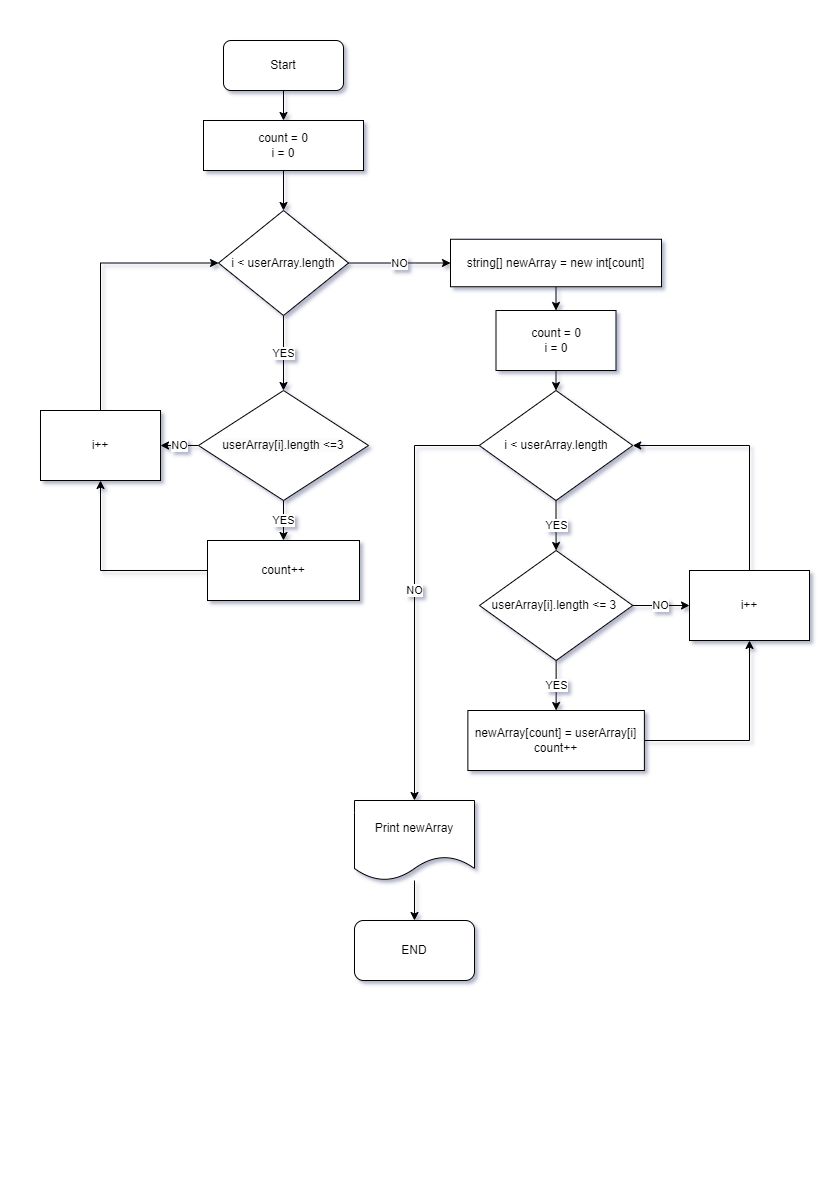 Start
count = 0
i = 0
i < userArray.length
NO
string[] newArray = new int[count]
count = 0
i = 0
YES
i++
NO
userArray[i].length <=3
YES
count++
i < userArray.length
YES
NO
userArray[i].length <= 3
NO
i++
YES
newArray[count] = userArray[i]
count++
Print newArray
END